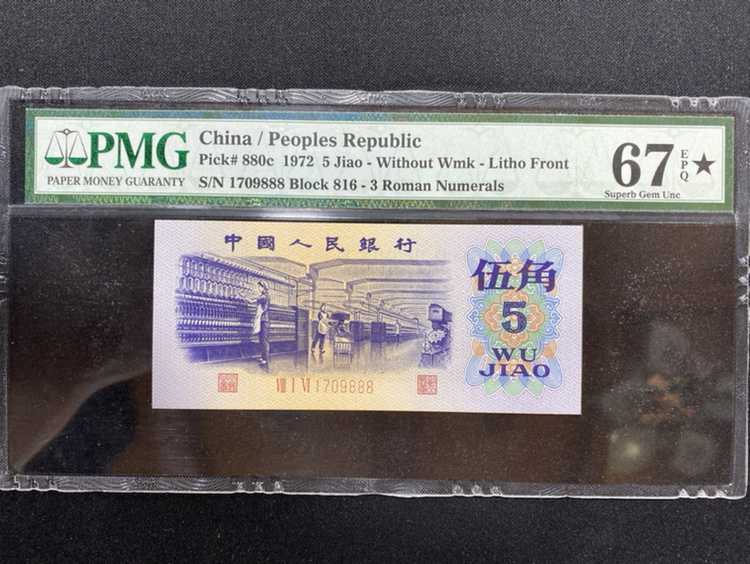 PMG
PAPER MONEY GUARANTY
China / Peoples Republic
Pick# 880c 1972 5 Jiao - Without Wmk - Litho Front
S/N 1709888 Block 816 - 3 Roman Numerals
67 EPQ ★
Superb Gem Unc
中國人民銀行
伍角
5
WU
JIAO
VIII I VI 1709888